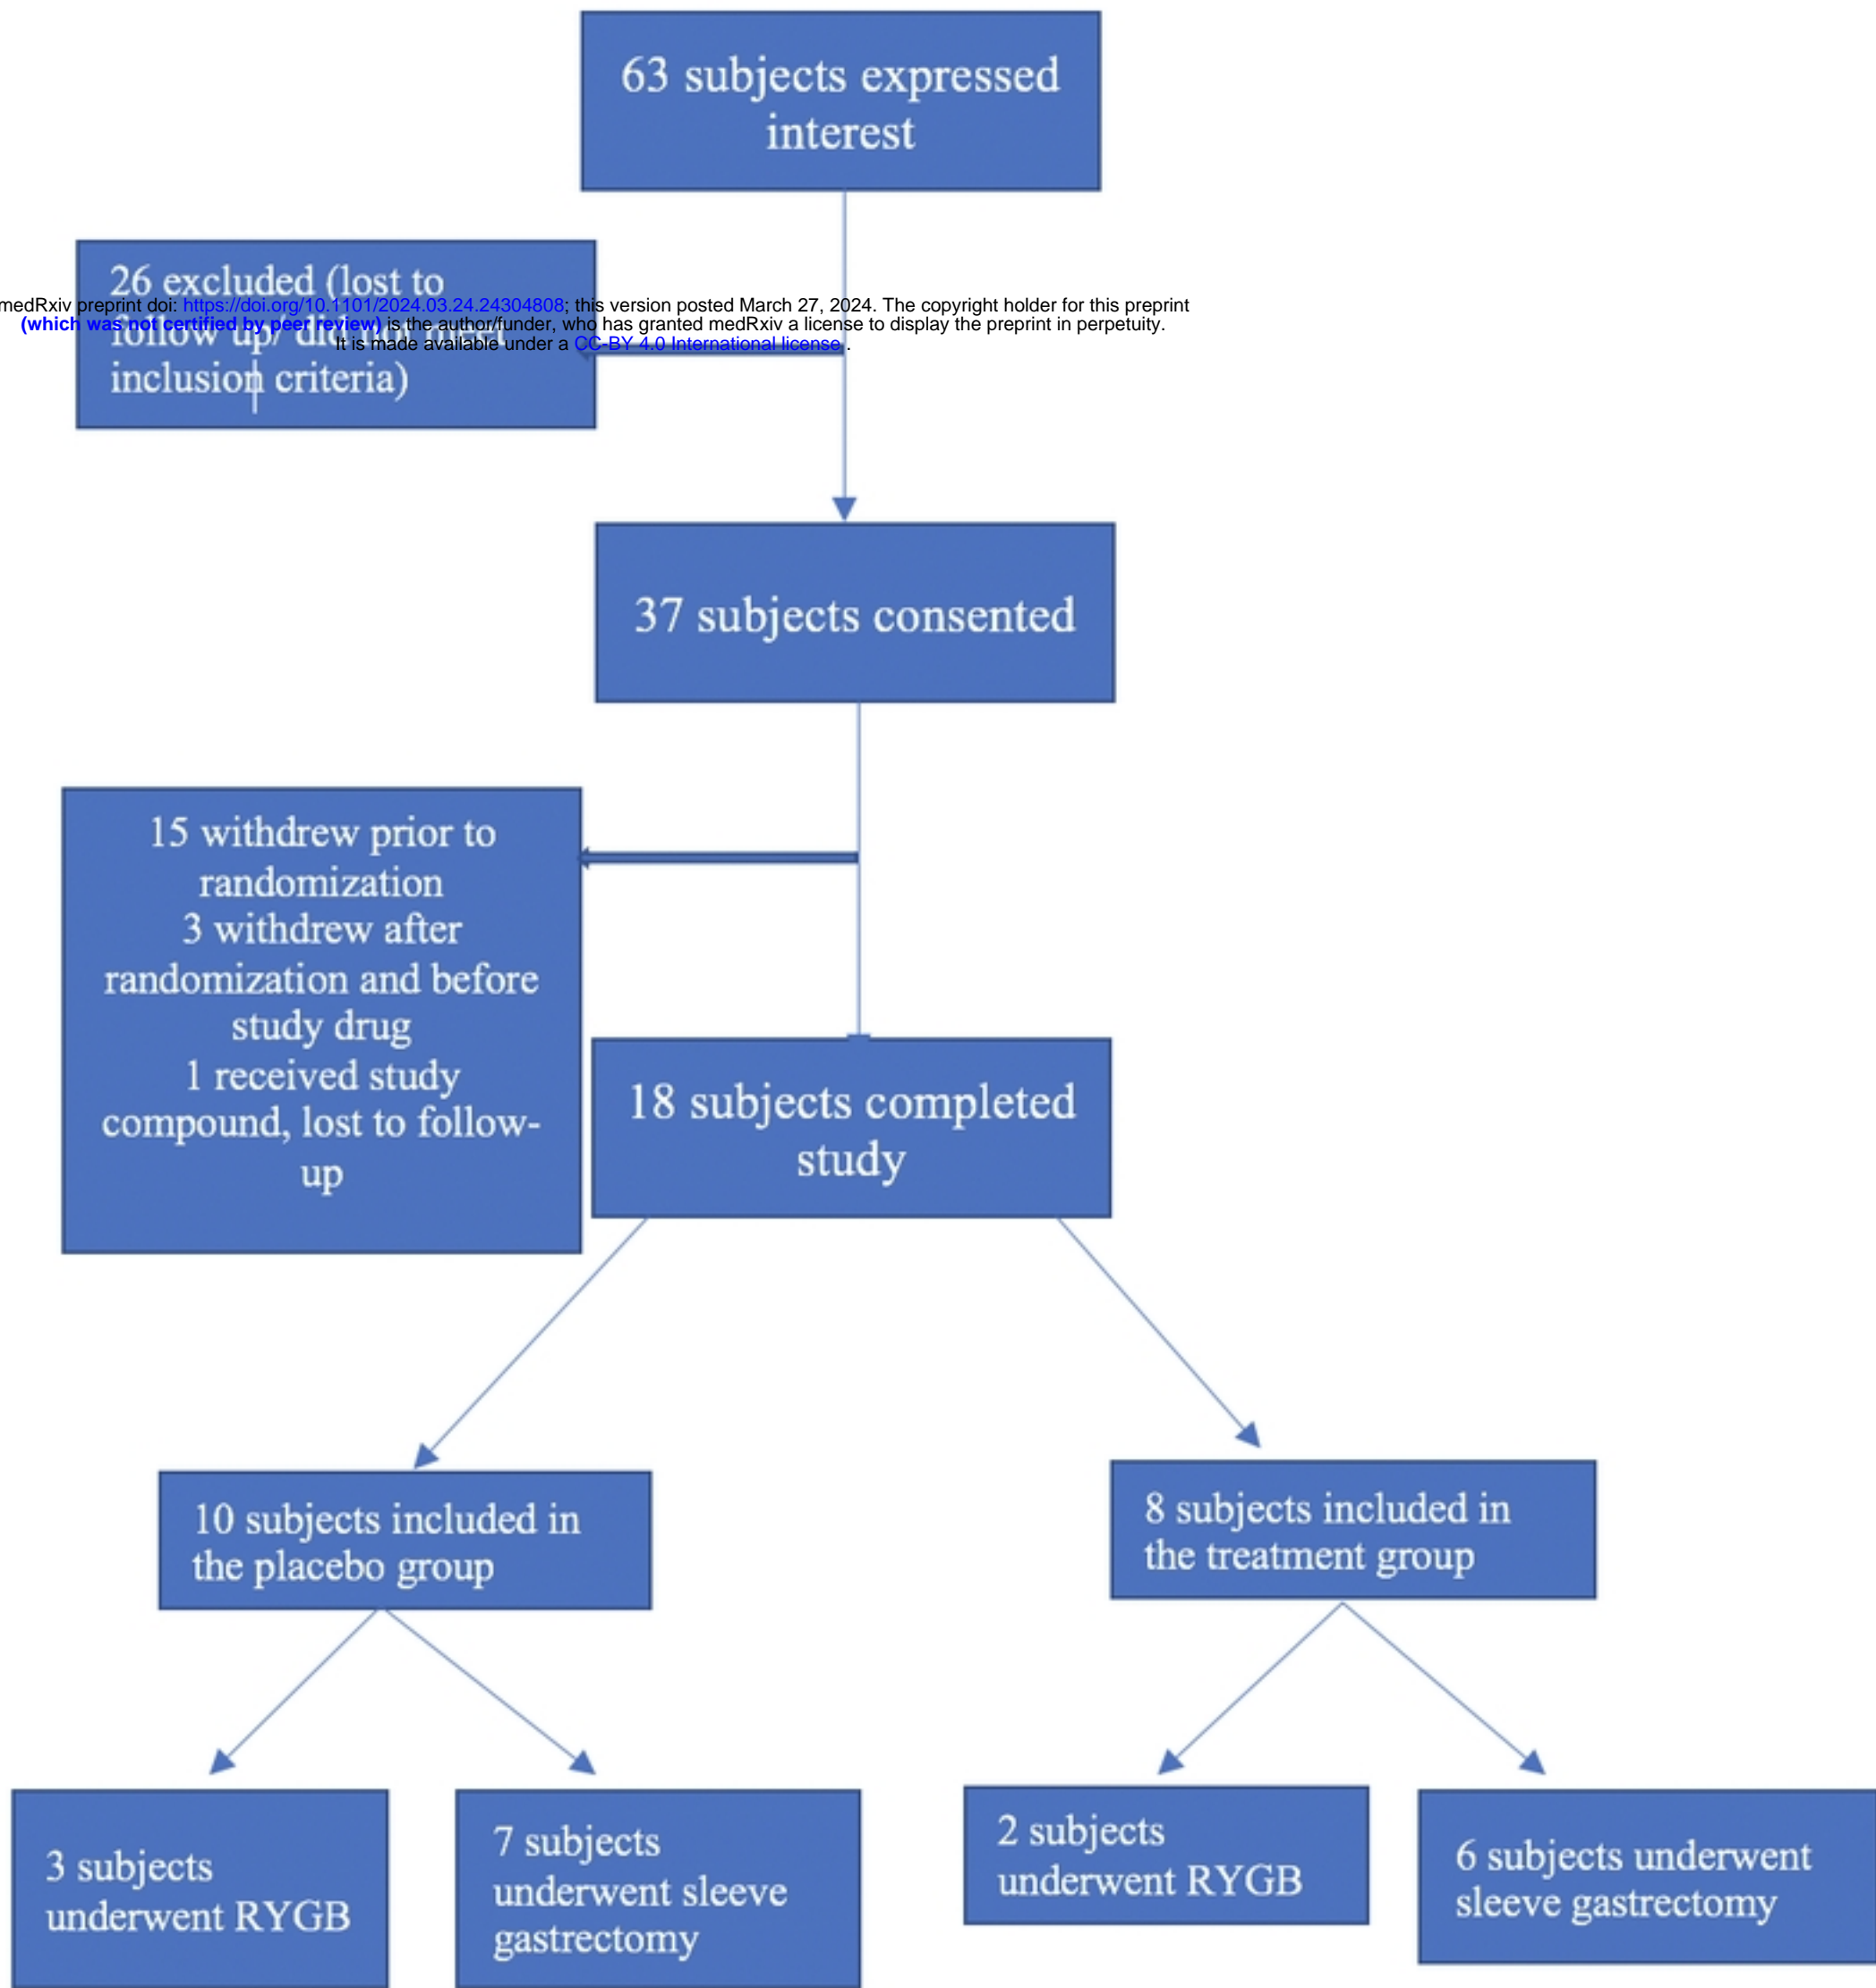 63 subjects expressed
interest
26 excluded (lost to
medRxiv preprint doi: https://doi.org/10.1101/2024.03.24.24304808; this version posted March 27, 2024. The copyright holder for this preprint
(which was not certified by peer review) is the author/funder, who has granted medRxiv a license to display the preprint in perpetuity.
follow up/ did not meet
It is made available under a CC-BY 4.0 International license .
inclusion criteria)
37 subjects consented
15 withdrew prior to
randomization
3 withdrew after
randomization and before
study drug
1 received study
compound, lost to follow-
up
18 subjects completed
study
10 subjects included in
the placebo group
8 subjects included in
the treatment group
3 subjects
underwent RYGB
7 subjects
underwent sleeve
gastrectomy
2 subjects
underwent RYGB
6 subjects underwent
sleeve gastrectomy